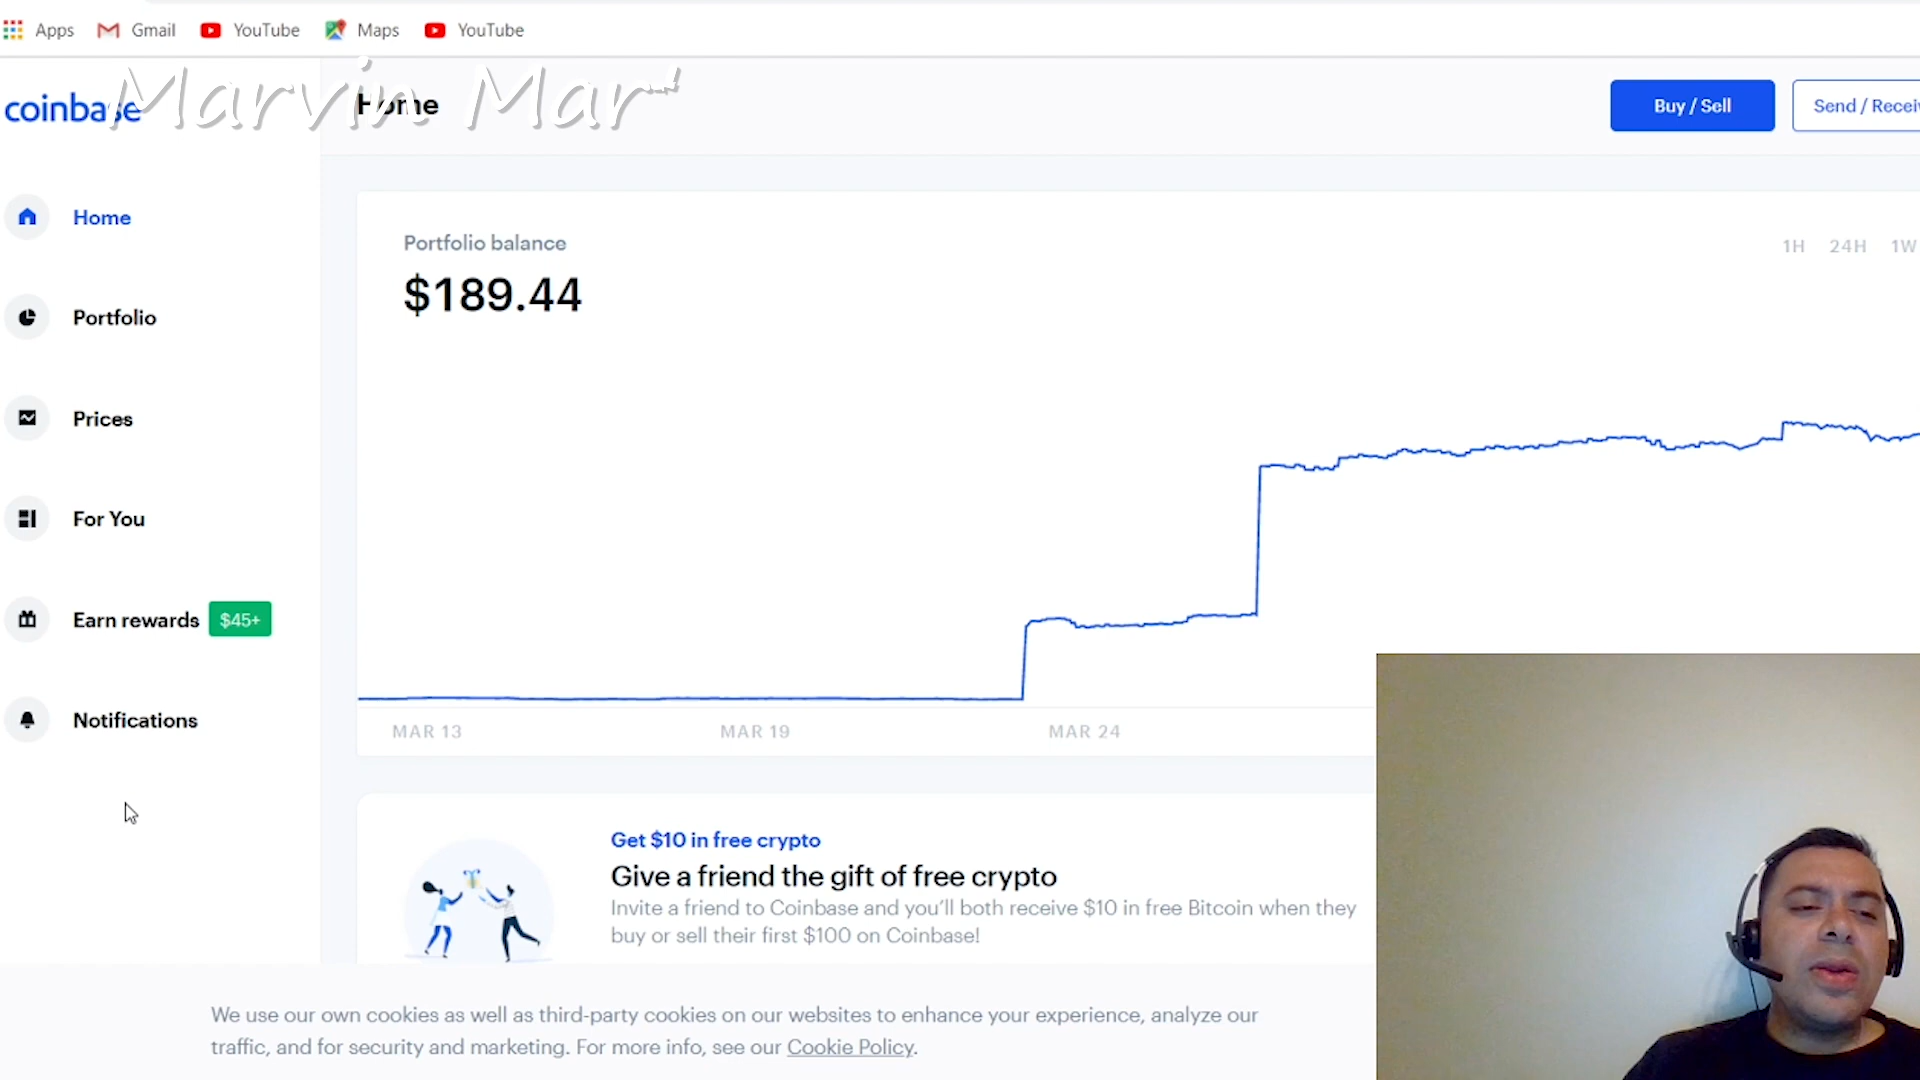 Apps Gmail YouTube Maps YouTube
coinbase
Marvin Mar
Home
Buy / Sell
Home
Portfolio balance
1H 24H 1W
$189.44
Portfolio
Prices
For You
Earn rewards $45+
Notifications
MAR 13 MAR 19 MAR 24
Get $10 in free crypto
Give a friend the gift of free crypto
Invite a friend to Coinbase and you'll both receive $10 in free Bitcoin when they
buy or sell their first $100 on Coinbase!
We use our own cookies as well as third-party cookies on our websites to enhance your experience, analyze our
traffic, and for security and marketing. For more info, see our Cookie Policy.
Send / Recei